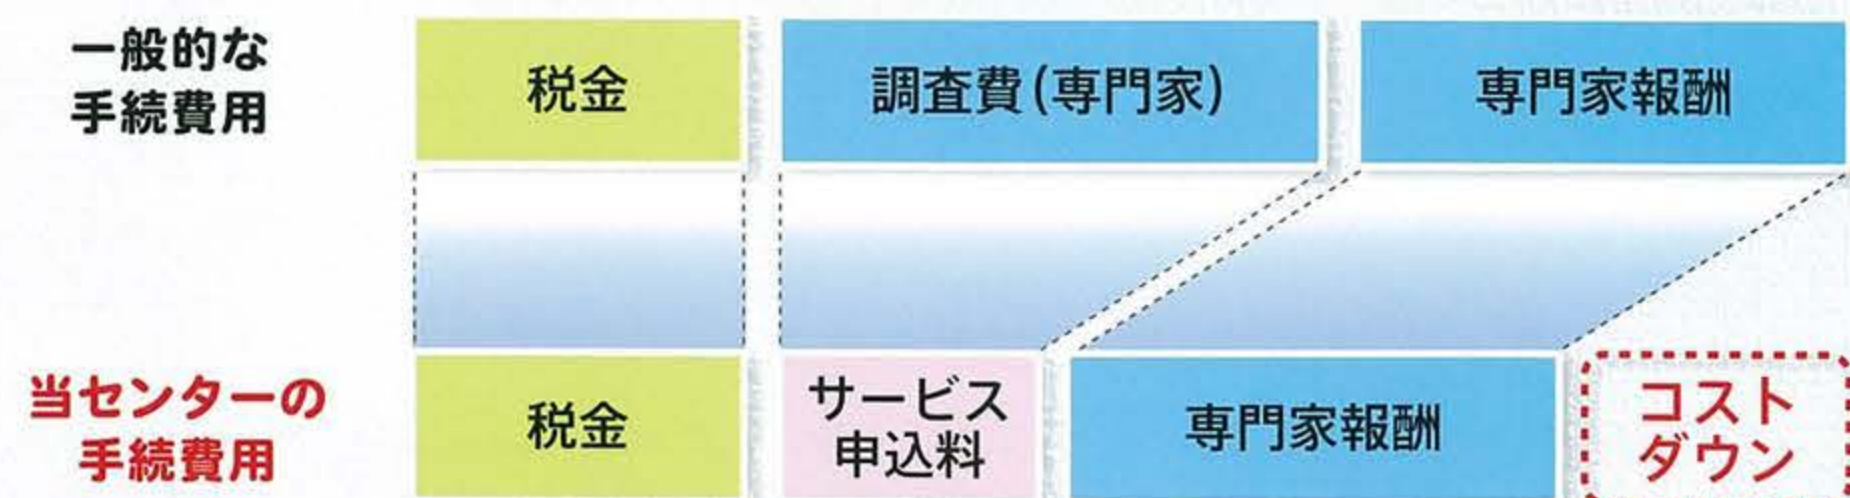 一般的な
手続費用
税金
調査費(専門家)
専門家報酬
当センターの
手続費用
税金
サービス
申込料
専門家報酬
コスト
ダウン